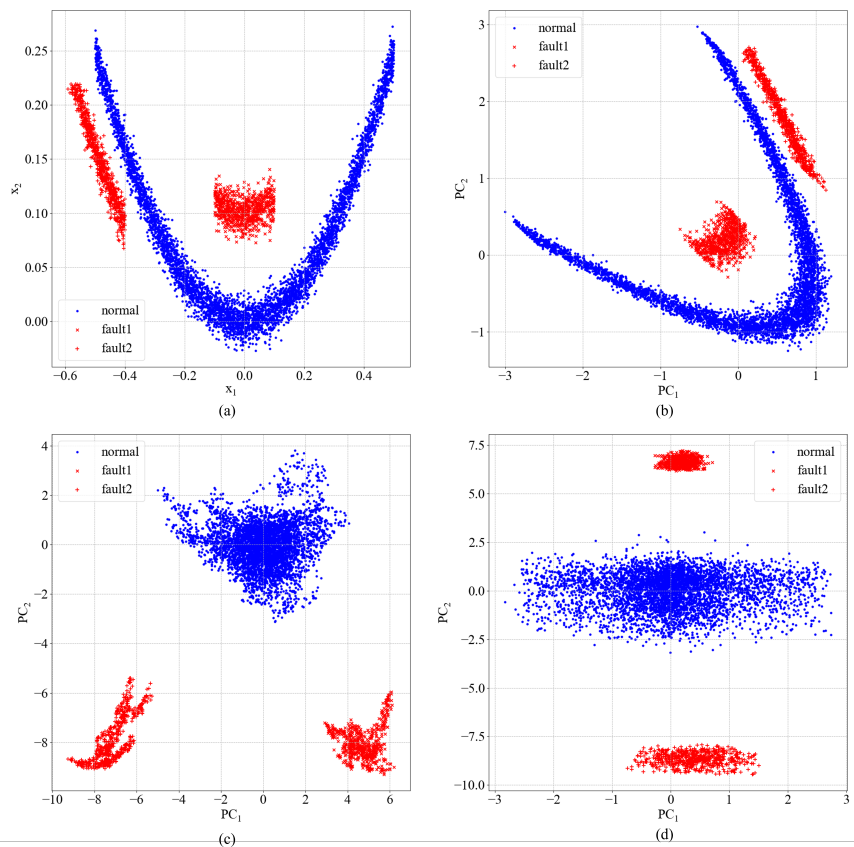 0.25
0.20
0.15
0.10
0.05
0.00
x2
normal
fault1
fault2
−0.6 −0.4 −0.2 0.0 0.2 0.4
x1
(a)
3
2
1
0
−1
PC2
normal
fault1
fault2
−3 −2 −1 0 1
PC1
(b)
4
2
0
−2
−4
−6
−8
PC2
normal
fault1
fault2
−10 −8 −6 −4 −2 0 2 4 6
PC1
(c)
7.5
5.0
2.5
0.0
−2.5
−5.0
−7.5
−10.0
PC2
normal
fault1
fault2
−3 −2 −1 0 1 2 3
PC1
(d)